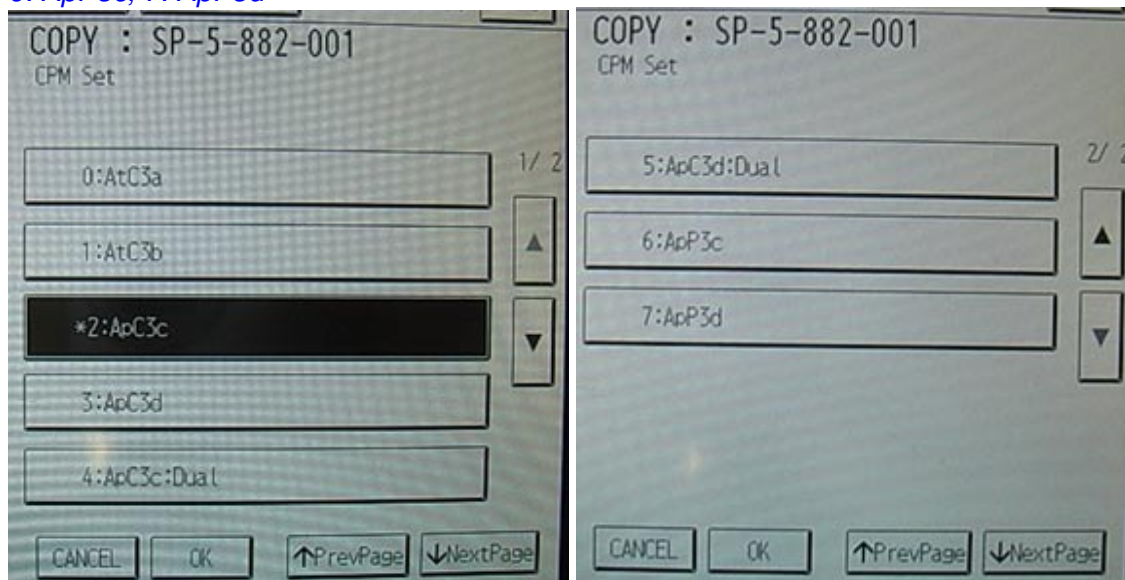 COPY : SP-5-882-001
CPM Set
1/ 2
0:AtC3a
1:AtC3b
*2:ApC3c
3:ApC3d
4:ApC3c:Dual
CANCEL
OK
↑PrevPage
↓NextPage
COPY : SP-5-882-001
CPM Set
2/ 2
5:ApC3d:Dual
6:ApP3c
7:ApP3d
CANCEL
OK
↑PrevPage
↓NextPage